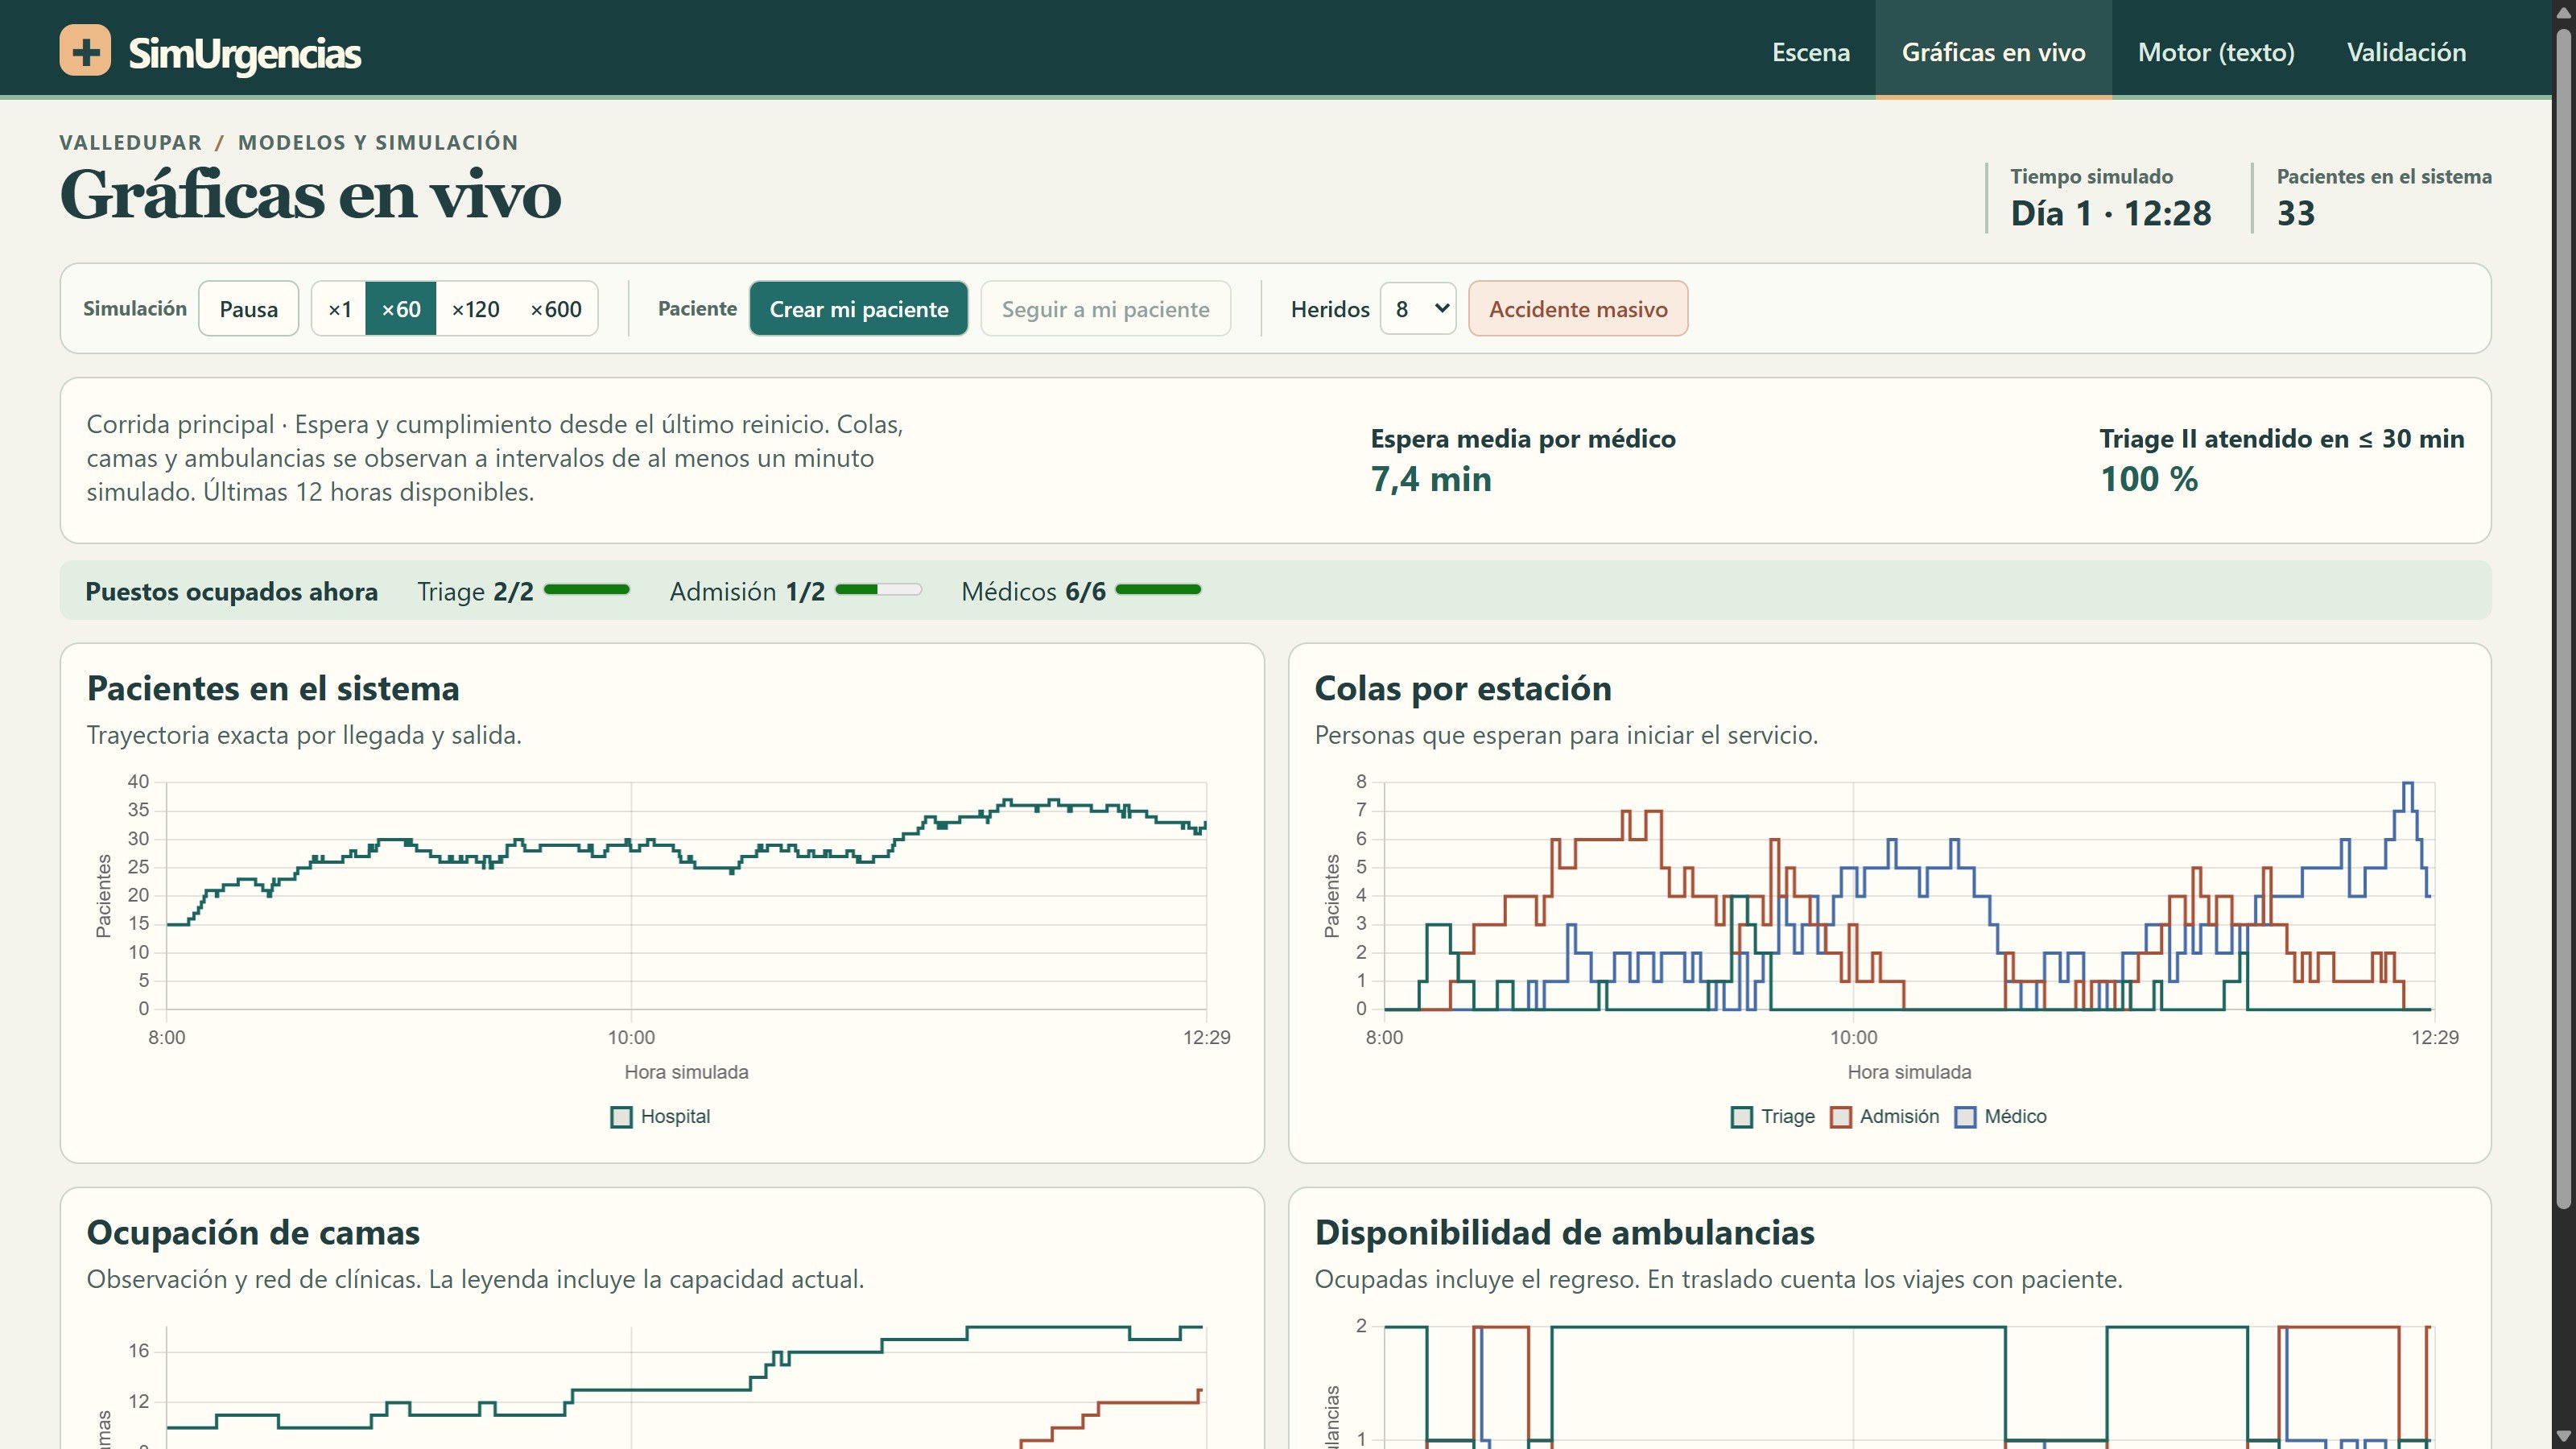 SimUrgencias
Escena
Gráficas en vivo
Motor (texto)
Validación
VALLEDUPAR / MODELOS Y SIMULACIÓN
Gráficas en vivo
Tiempo simulado
Día 1 · 12:28
Pacientes en el sistema
33
Simulación
Pausa
×1
×60
×120
×600
Paciente
Crear mi paciente
Seguir a mi paciente
Heridos
8
Accidente masivo
Corrida principal · Espera y cumplimiento desde el último reinicio. Colas,
camas y ambulancias se observan a intervalos de al menos un minuto
simulado. Últimas 12 horas disponibles.
Espera media por médico
7,4 min
Triage II atendido en ≤ 30 min
100 %
Puestos ocupados ahora
Triage 2/2
Admisión 1/2
Médicos 6/6
Pacientes en el sistema
Trayectoria exacta por llegada y salida.
40
35
30
25
20
15
10
5
0
Pacientes
8:00
10:00
12:29
Hora simulada
Hospital
Colas por estación
Personas que esperan para iniciar el servicio.
8
7
6
5
4
3
2
1
0
Pacientes
8:00
10:00
12:29
Hora simulada
Triage
Admisión
Médico
Ocupación de camas
Observación y red de clínicas. La leyenda incluye la capacidad actual.
16
12
Disponibilidad de ambulancias
Ocupadas incluye el regreso. En traslado cuenta los viajes con paciente.
2
1